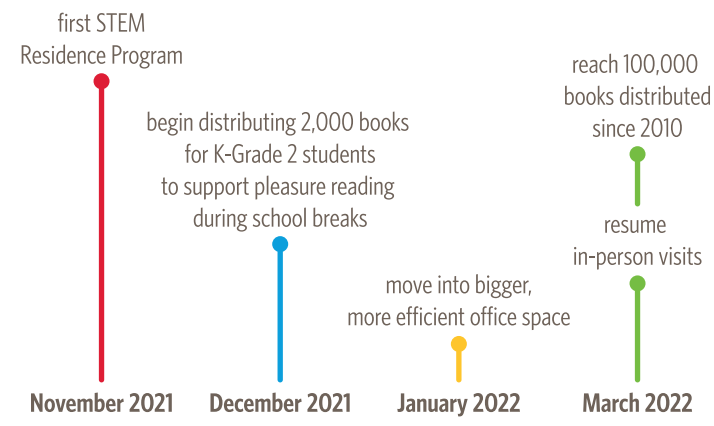 first STEM
Residence Program
November 2021
begin distributing 2,000 books
for K-Grade 2 students
to support pleasure reading
during school breaks
December 2021
move into bigger,
more efficient office space
January 2022
reach 100,000
books distributed
since 2010
resume
in-person visits
March 2022